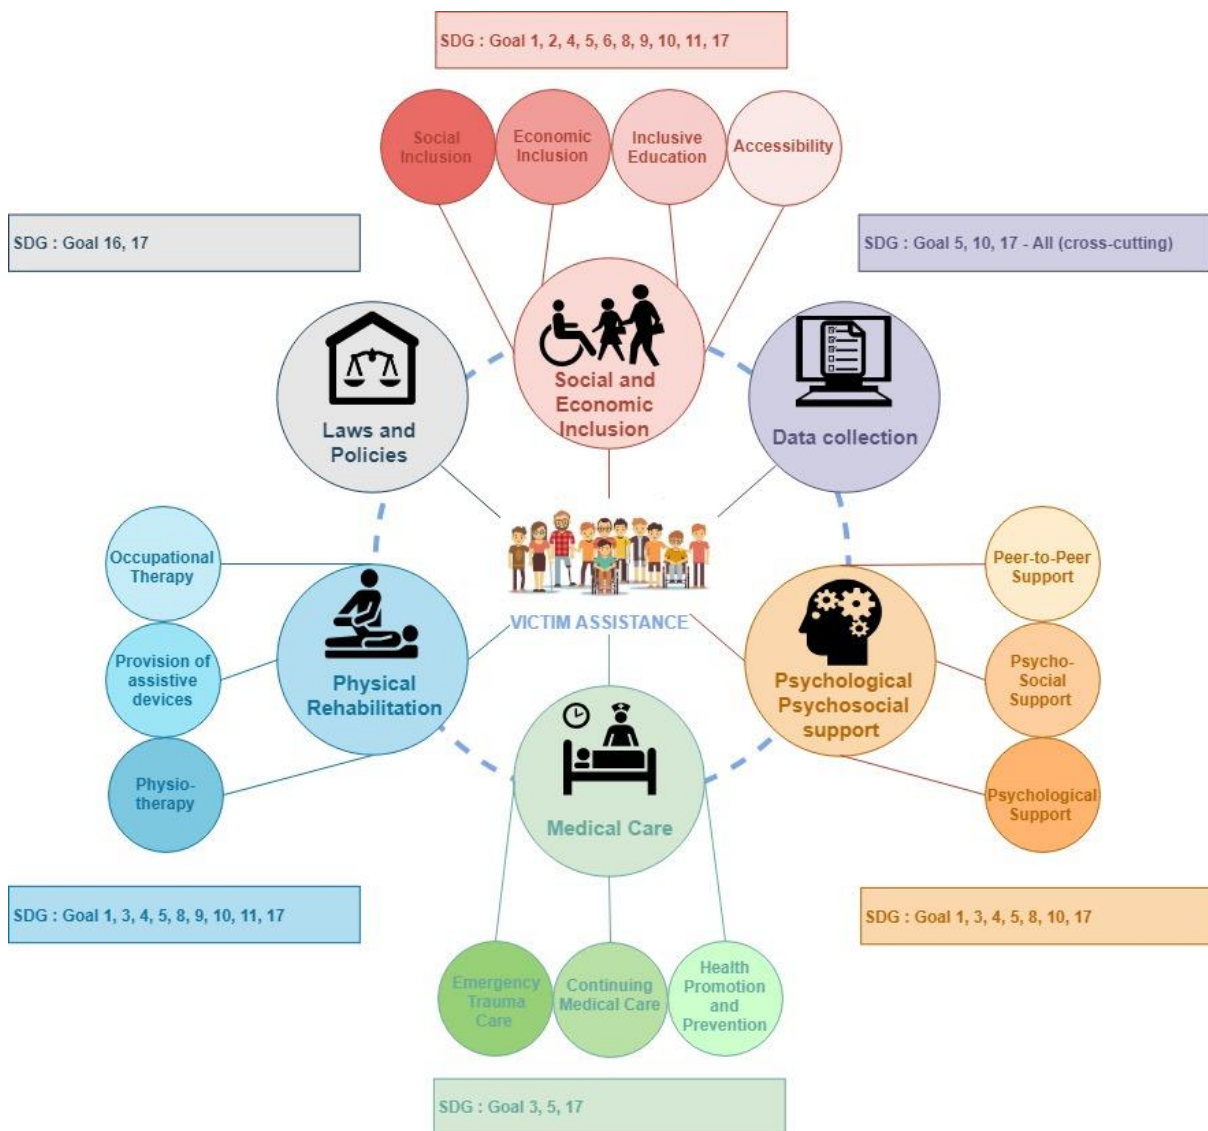 SDG : Goal 1, 2, 4, 5, 6, 8, 9, 10, 11, 17
Social
Inclusion
Economic
Inclusion
Inclusive
Education
Accessibility
SDG : Goal 16, 17
SDG : Goal 5, 10, 17 - All (cross-cutting)
Social and
Economic
Inclusion
Laws and
Policies
Data collection
VICTIM ASSISTANCE
Occupational
Therapy
Provision of
assistive
devices
Physio-
therapy
Physical
Rehabilitation
Psychological
Psychosocial
support
Peer-to-Peer
Support
Psycho-
Social
Support
Psychological
Support
Medical Care
SDG : Goal 1, 3, 4, 5, 8, 9, 10, 11, 17
SDG : Goal 1, 3, 4, 5, 8, 10, 17
Emergency
Trauma
Care
Continuing
Medical Care
Health
Promotion
and
Prevention
SDG : Goal 3, 5, 17